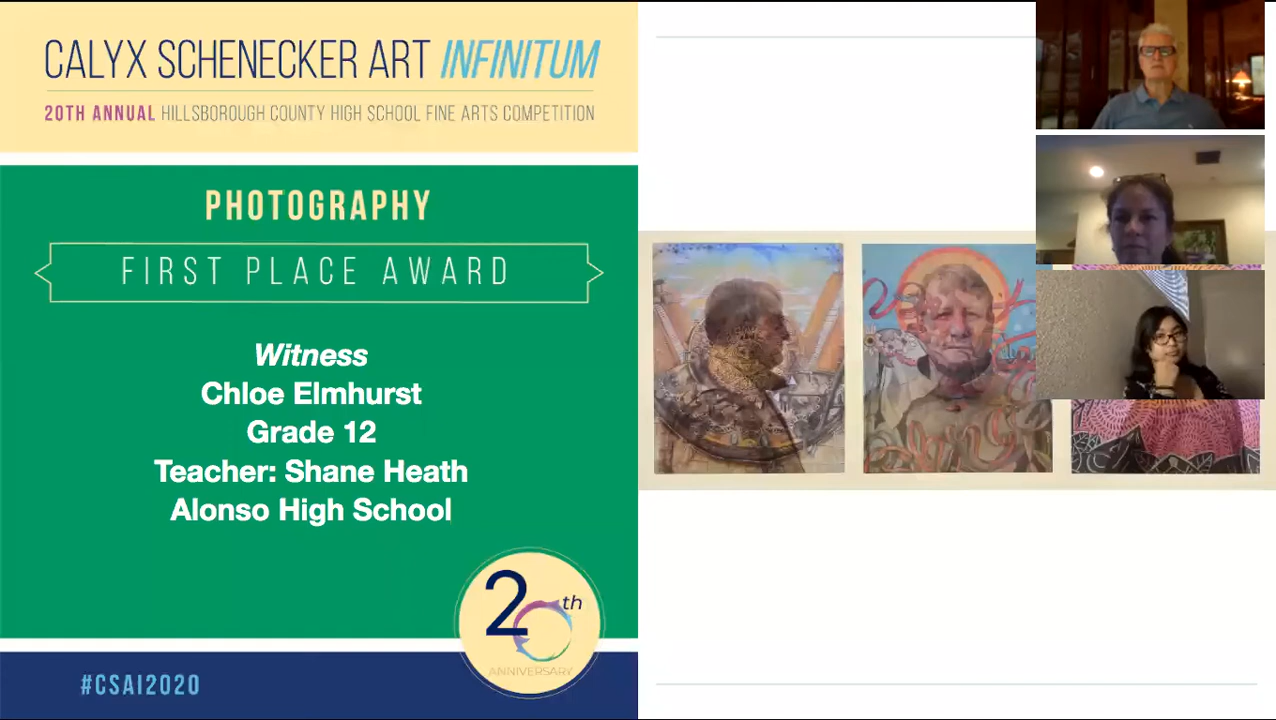 CALYX SCHENECKER ART INFINITUM
20TH ANNUAL HILLSBOROUGH COUNTY HIGH SCHOOL FINE ARTS COMPETITION
PHOTOGRAPHY
FIRST PLACE AWARD
Witness
Chloe Elmhurst
Grade 12
Teacher: Shane Heath
Alonso High School
20th
ANNIVERSARY
#CSAI2020